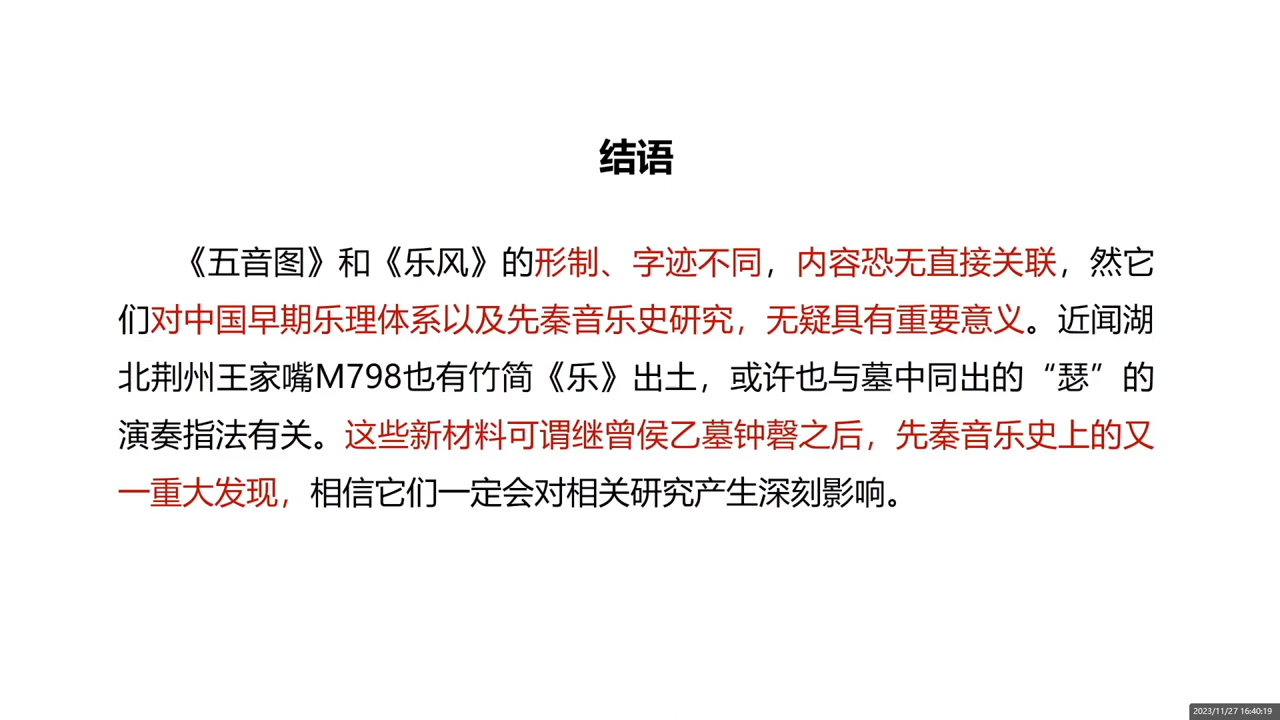 结语
《五音图》和《乐风》的形制、字迹不同，内容恐无直接关联，然它
们对中国早期乐理体系以及先秦音乐史研究，无疑具有重要意义。近闻湖
北荆州王家嘴M798也有竹简《乐》出土，或许也与墓中同出的“瑟”的
演奏指法有关。这些新材料可谓继曾侯乙墓钟磬之后，先秦音乐史上的又
一重大发现，相信它们一定会对相关研究产生深刻影响。
2023/11/27 16:40:19